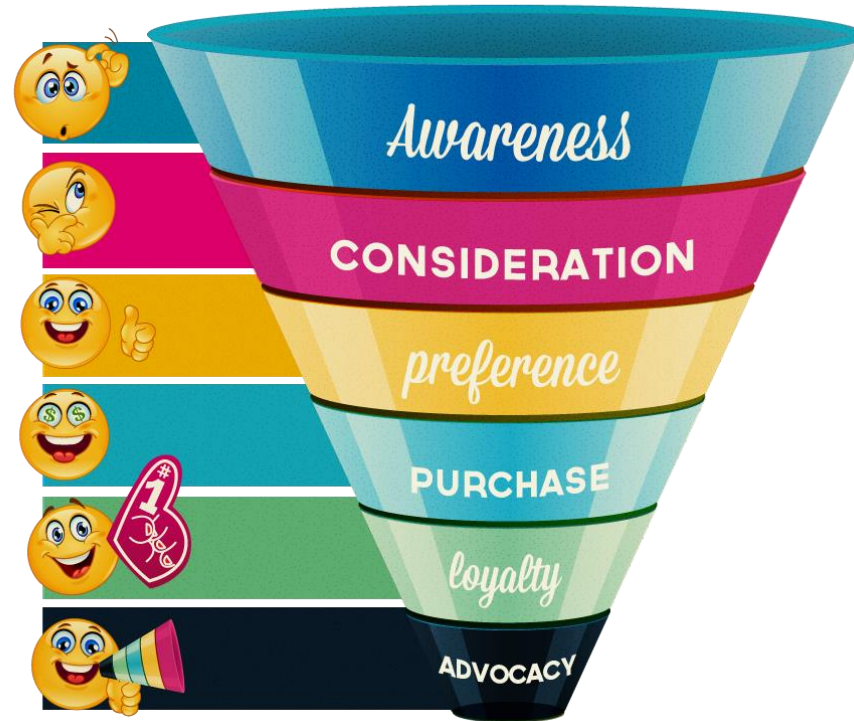 Awareness
CONSIDERATION
preference
PURCHASE
#1
loyalty
ADVOCACY